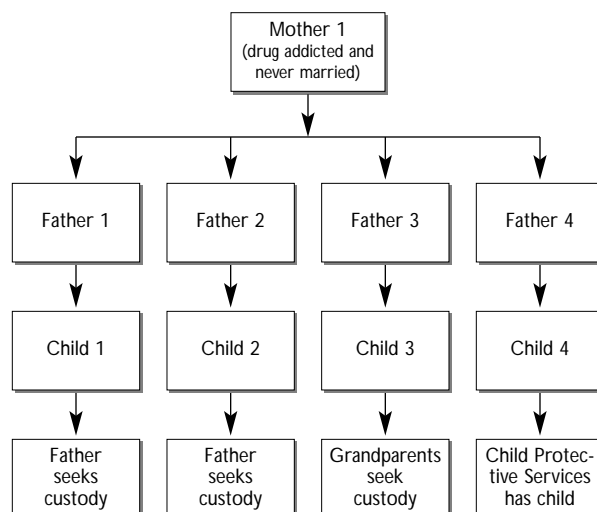 Mother 1
(drug addicted and
never married)
Father 1
Father 2
Father 3
Father 4
Child 1
Child 2
Child 3
Child 4
Father
seeks
custody
Father
seeks
custody
Grandparents
seek
custody
Child Protec-
tive Services
has child